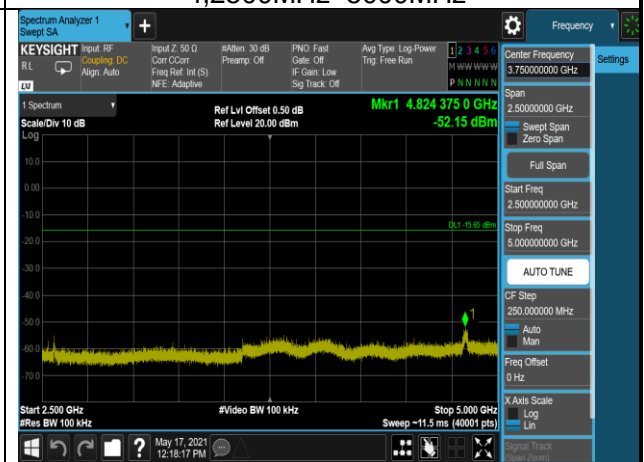 Spectrum Analyzer 1
Swept SA
+
Frequency
KEYSIGHT
RL
LXI
Input: RF
Coupling: DC
Align: Auto
Input Z: 50 Ω
Corr CCorr
Freq Ref: Int (S)
NFE: Adaptive
#Atten: 30 dB
Preamp: Off
PNO: Fast
Gate: Off
IF Gain: Low
Sig Track: Off
Avg Type: Log-Power
Trig: Free Run
1 2 3 4 5 6
M W W W W W
P N N N N N
1 Spectrum
Scale/Div 10 dB
Log
Ref Lvl Offset 0.50 dB
Ref Level 20.00 dBm
Mkr1 4.824 375 0 GHz
-52.15 dBm
10.0
0.00
-10.0
-20.0
-30.0
-40.0
-50.0
-60.0
-70.0
DL1 -15.65 dBm
1
Start 2.500 GHz
#Res BW 100 kHz
#Video BW 100 kHz
Stop 5.000 GHz
Sweep ~11.5 ms (40001 pts)
May 17, 2021
12:18:17 PM
Center Frequency
3.750000000 GHz
Settings
Span
2.50000000 GHz
Swept Span
Zero Span
Full Span
Start Freq
2.500000000 GHz
Stop Freq
5.000000000 GHz
AUTO TUNE
CF Step
250.000000 MHz
Auto
Man
Freq Offset
0 Hz
X Axis Scale
Log
Lin
Signal Track
(Span Zoom)